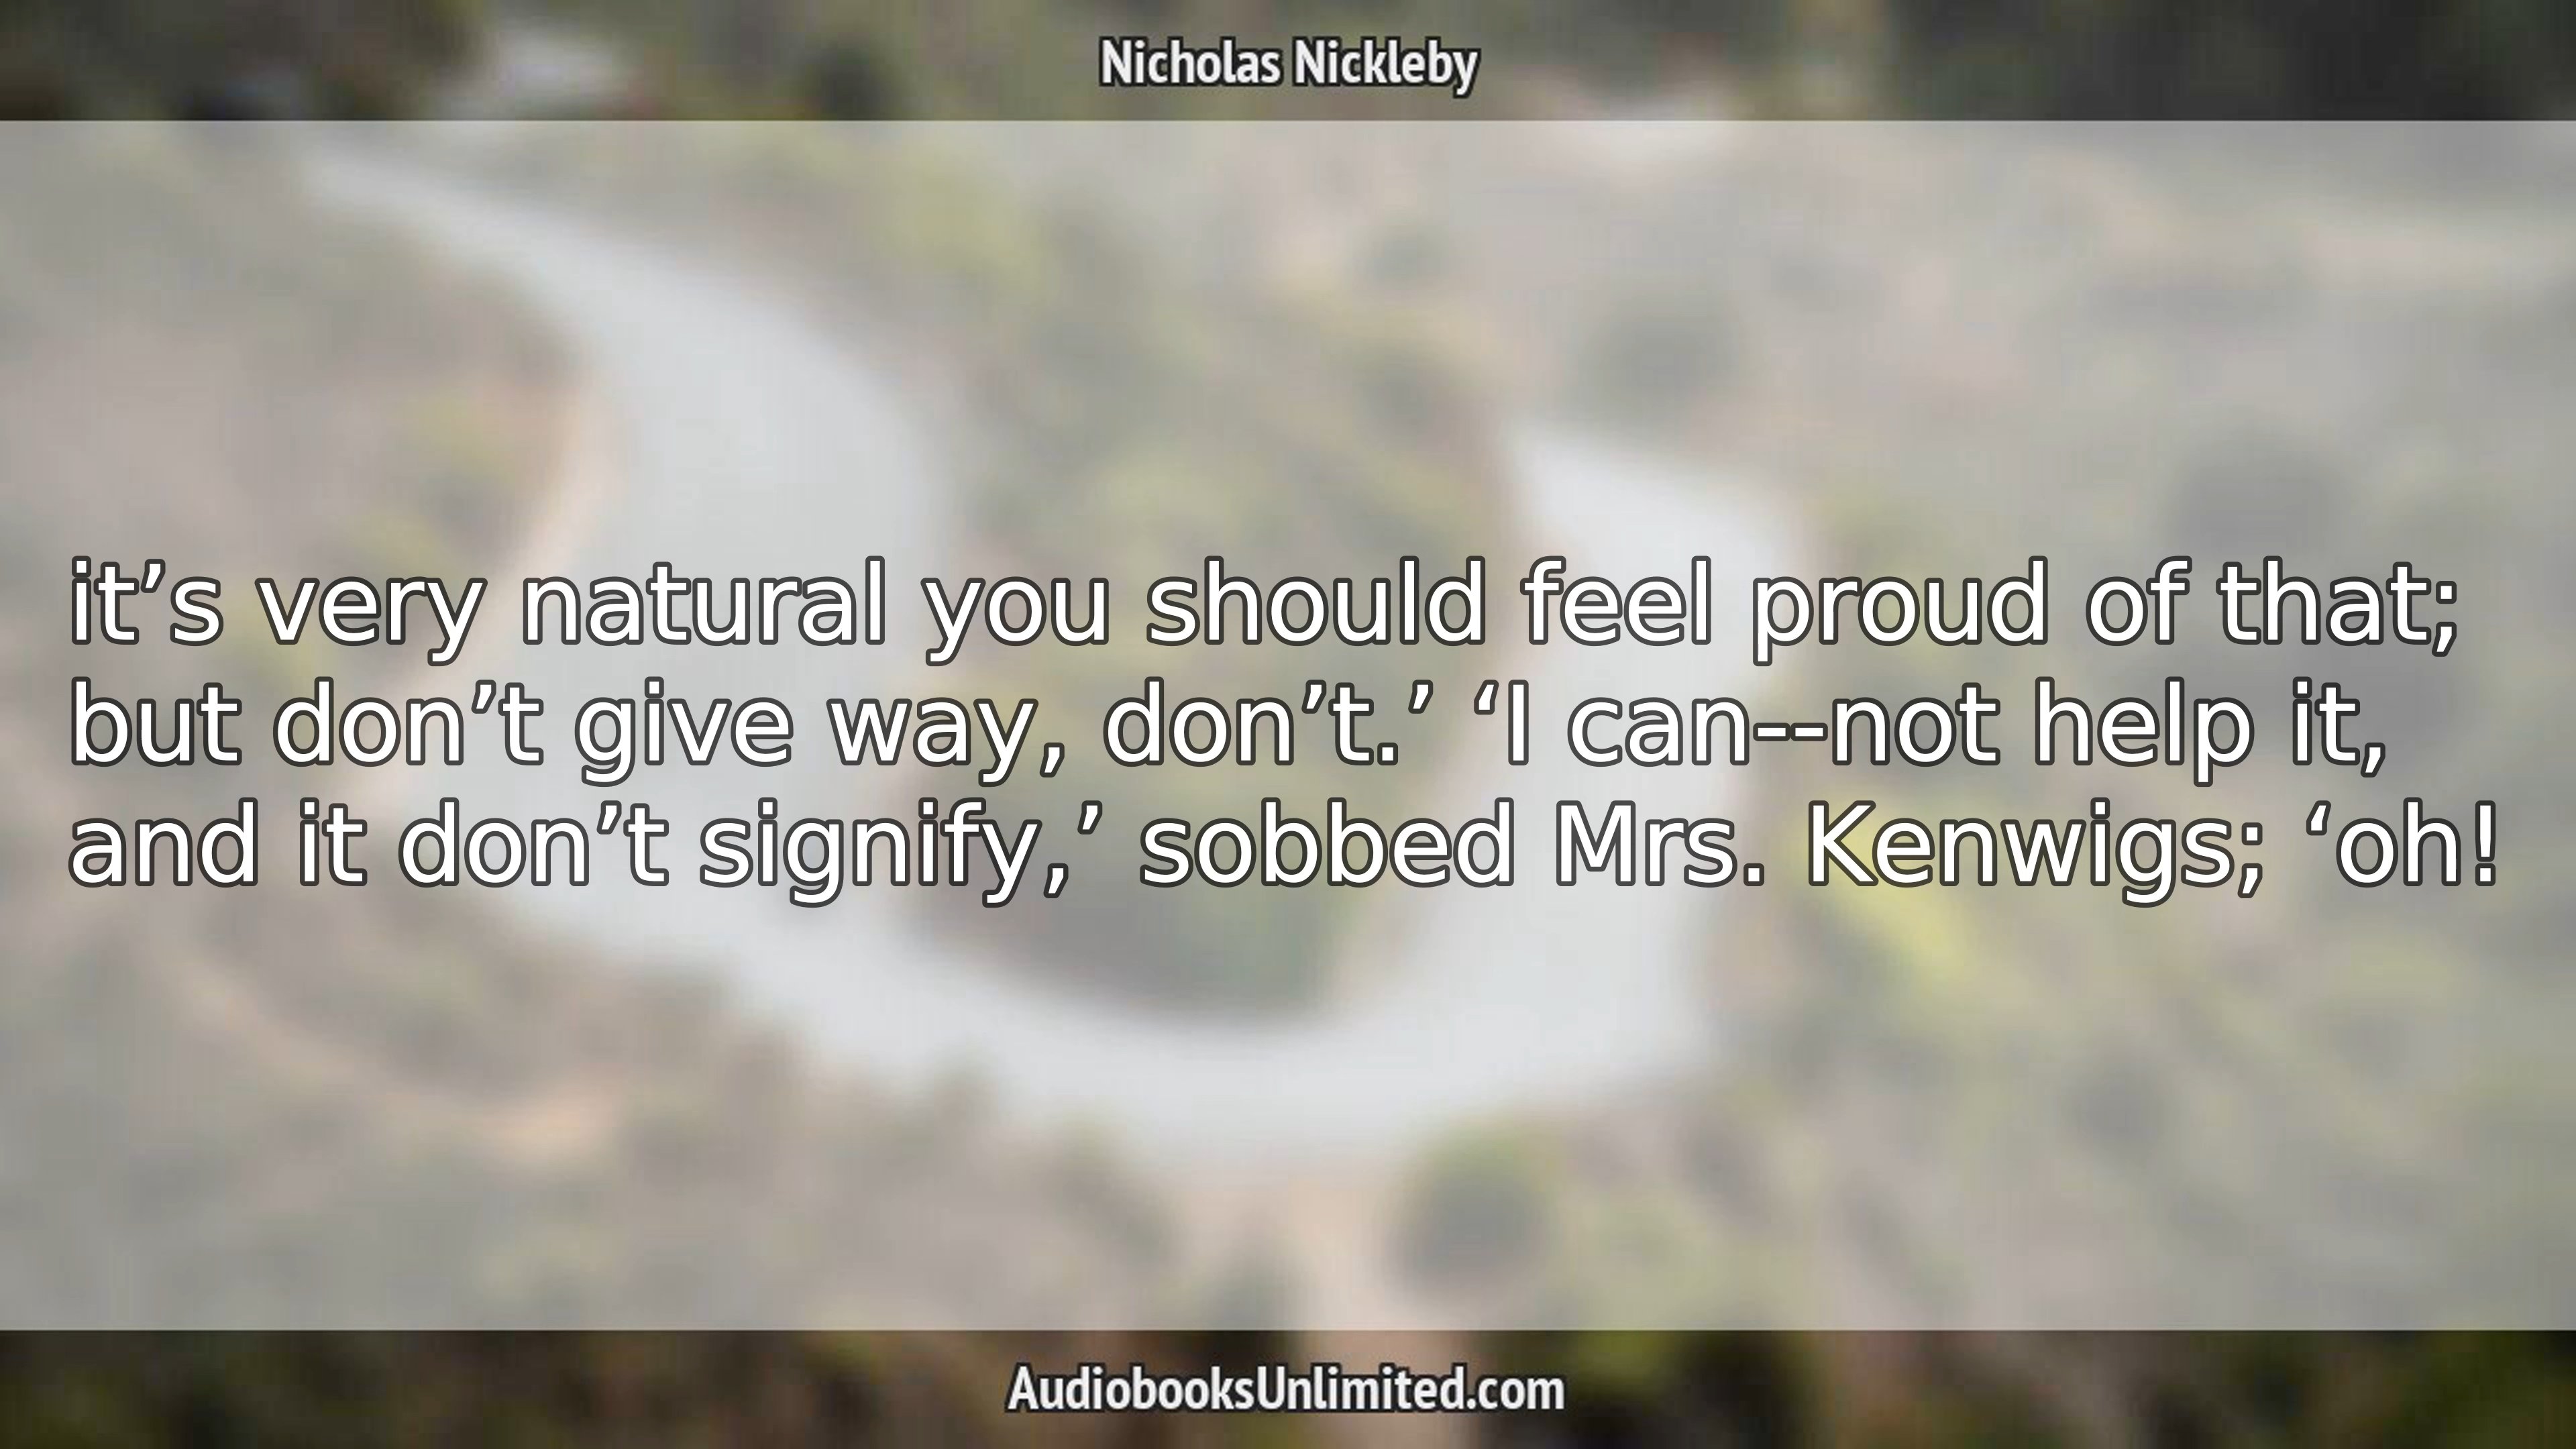 Nicholas Nickleby
it’s very natural you should feel proud of that;
but don’t give way, don’t.’ ‘I can--not help it,
and it don’t signify,’ sobbed Mrs. Kenwigs; ‘oh!
AudiobooksUnlimited.com